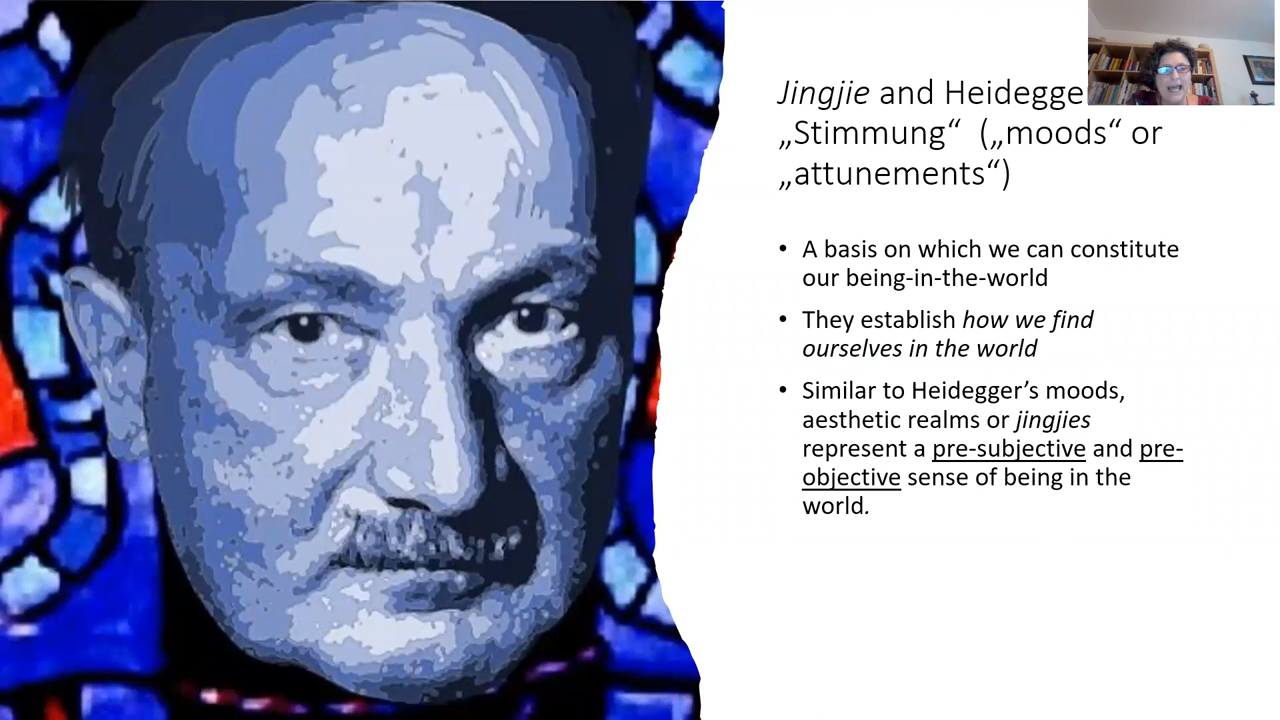 Jingjie and Heidegge
„Stimmung“ („moods“ or
„attunements“)
• A basis on which we can constitute
our being-in-the-world
• They establish how we find
ourselves in the world
• Similar to Heidegger’s moods,
aesthetic realms or jingjies
represent a pre-subjective and pre-
objective sense of being in the
world.